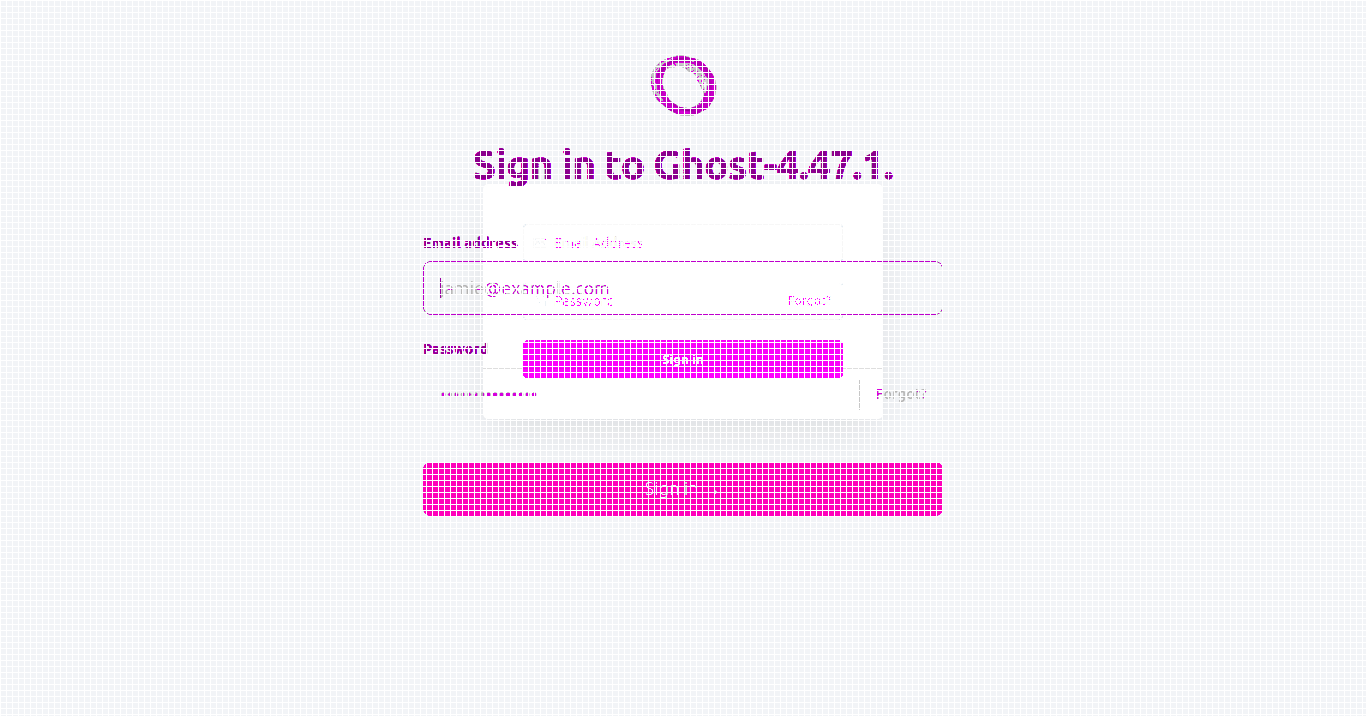 Sign in to Ghost-4.47.1.
Email address
Email Address
jamie@example.com
Password
Forgot?
Password
Sign in
••••••••••••••••
Forgot?
Sign in →